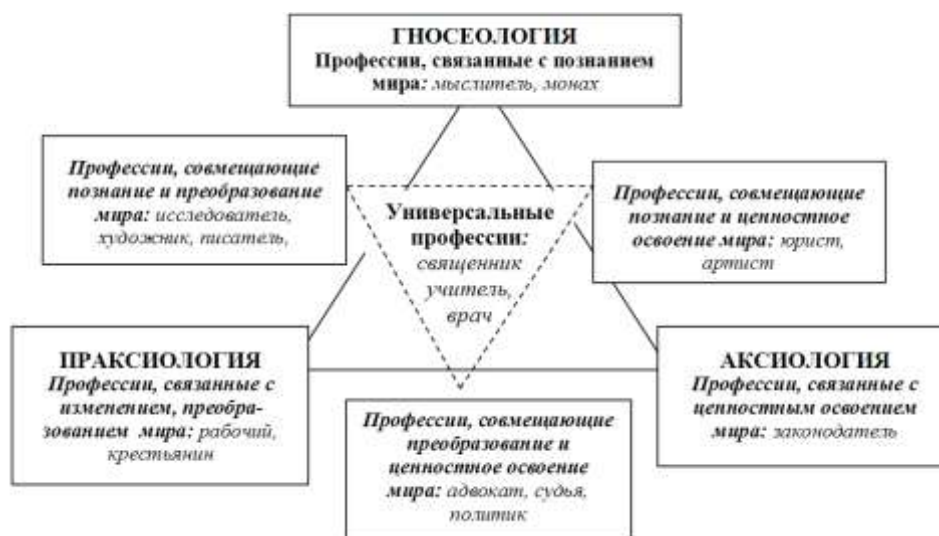 ГНОСЕОЛОГИЯ
Профессии, связанные с познанием
мира: мыслитель, монах
Профессии, совмещающие
познание и преобразование
мира: исследователь,
художник, писатель,
Универсальные
профессии:
священник
учитель,
врач
Профессии, совмещающие
познание и ценностное
освоение мира: юрист,
артист
ПРАКСИОЛОГИЯ
Профессии, связанные с
изменением, преобра-
зованием мира: рабочий,
крестьянин
Профессии, совмещающие
преобразование и
ценностное освоение
мира: адвокат, судья,
политик
АКСИОЛОГИЯ
Профессии, связанные с
ценностным освоением
мира: законодатель